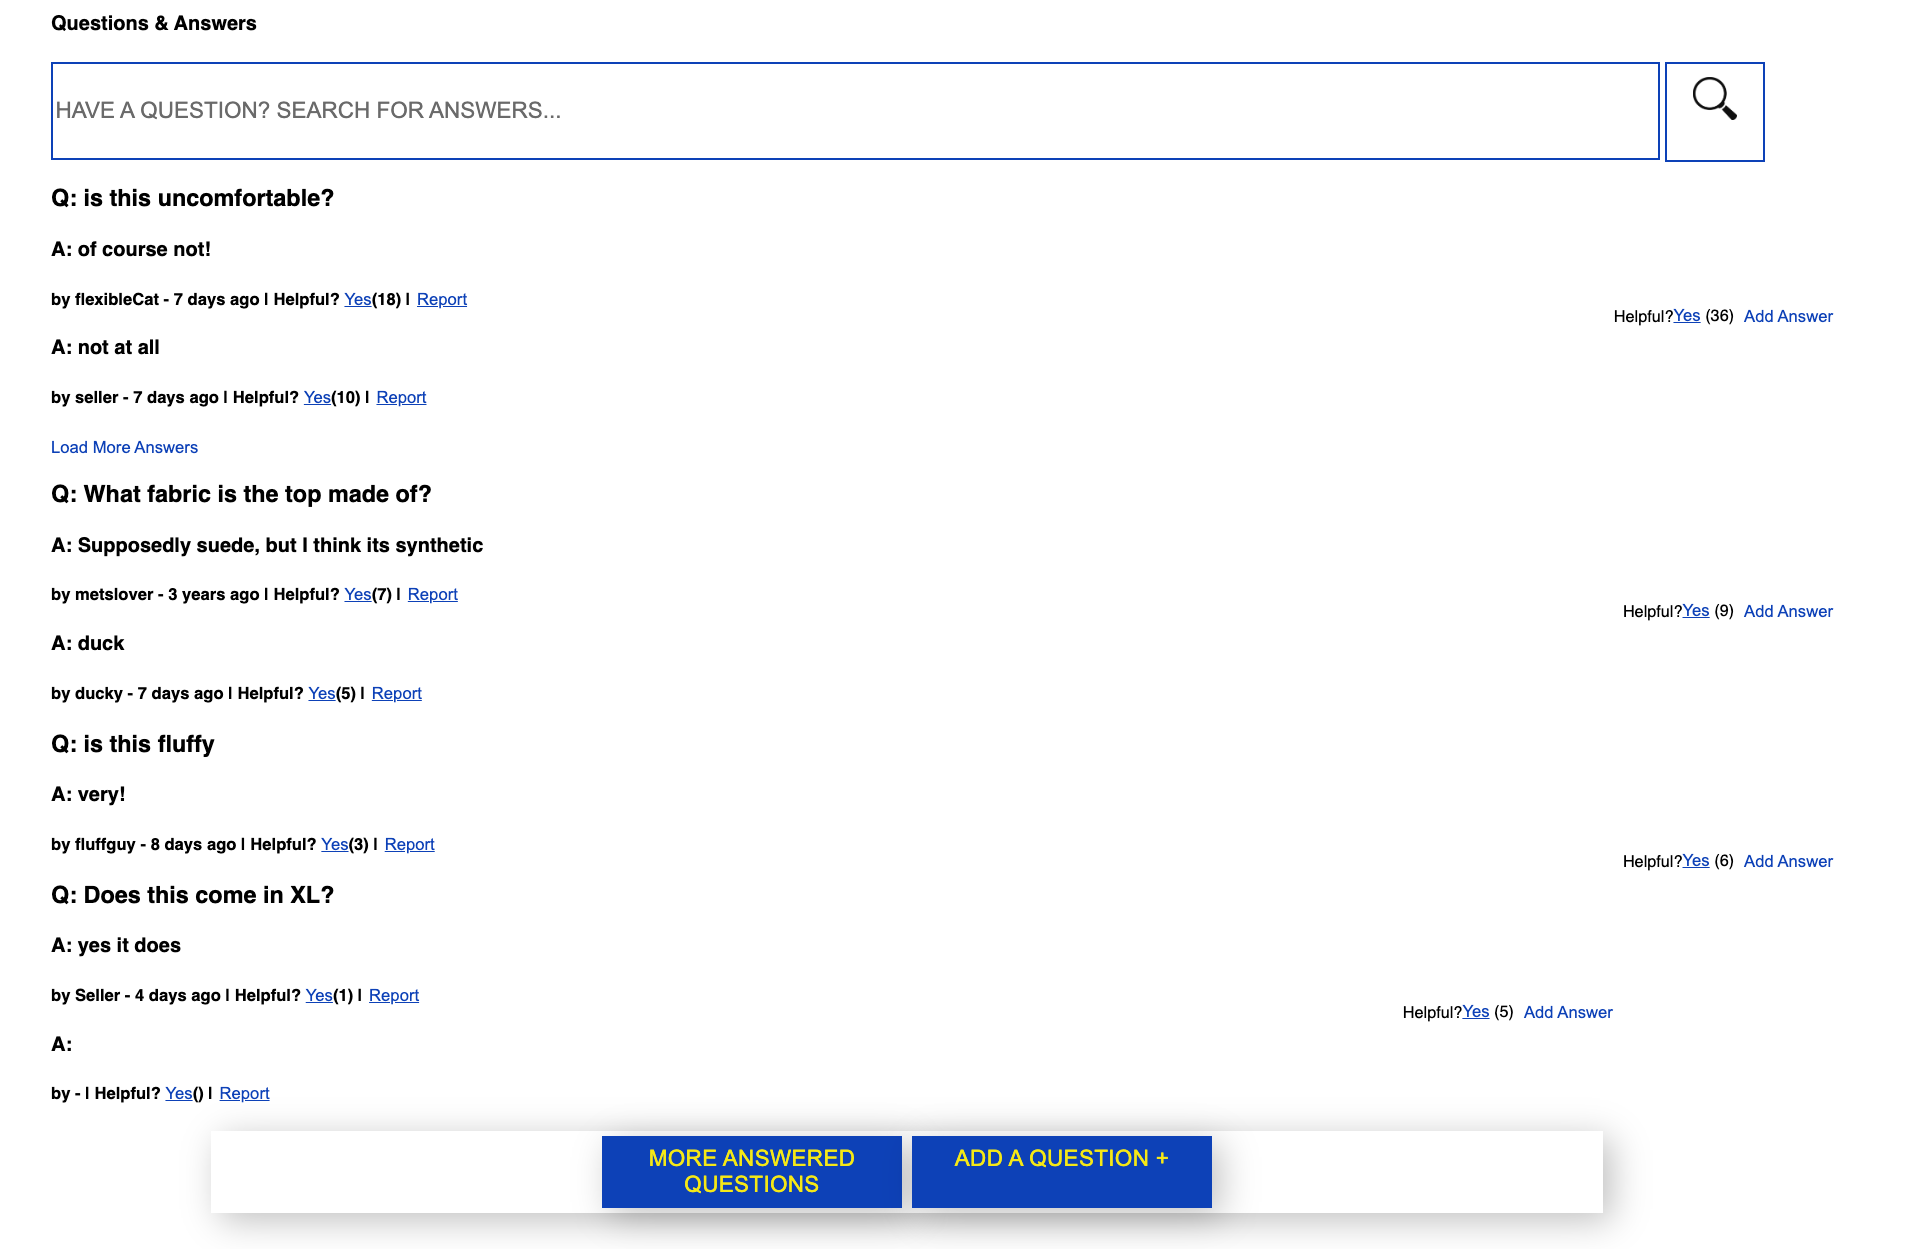 Questions & Answers
HAVE A QUESTION? SEARCH FOR ANSWERS...
Q: is this uncomfortable?
A: of course not!
by flexibleCat - 7 days ago | Helpful? Yes(18) | Report
Helpful?Yes (36) Add Answer
A: not at all
by seller - 7 days ago | Helpful? Yes(10) | Report
Load More Answers
Q: What fabric is the top made of?
A: Supposedly suede, but I think its synthetic
by metslover - 3 years ago | Helpful? Yes(7) | Report
Helpful?Yes (9) Add Answer
A: duck
by ducky - 7 days ago | Helpful? Yes(5) | Report
Q: is this fluffy
A: very!
by fluffguy - 8 days ago | Helpful? Yes(3) | Report
Helpful?Yes (6) Add Answer
Q: Does this come in XL?
A: yes it does
by Seller - 4 days ago | Helpful? Yes(1) | Report
Helpful?Yes (5) Add Answer
A:
by - | Helpful? Yes() | Report
MORE ANSWERED
QUESTIONS
ADD A QUESTION +